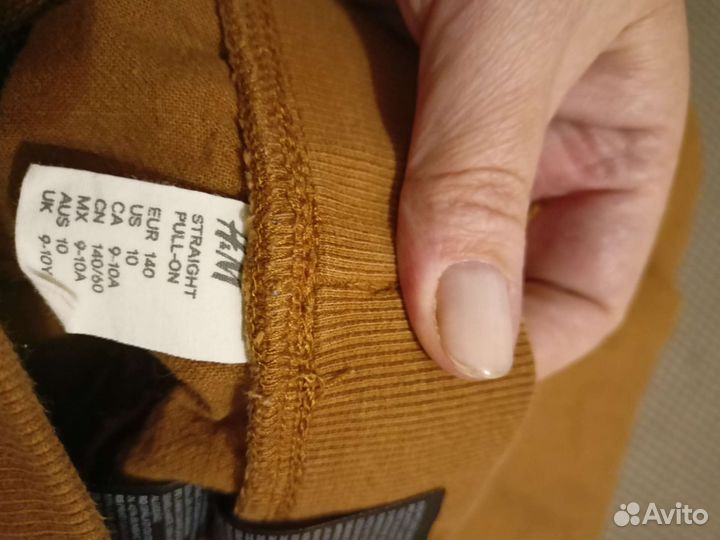 H&M
STRAIGHT
PULL-ON
EUR 140
US 10
CA 9-10A
CN 140/60
MX 9-10A
AUS 10
UK 9-10Y
Avito